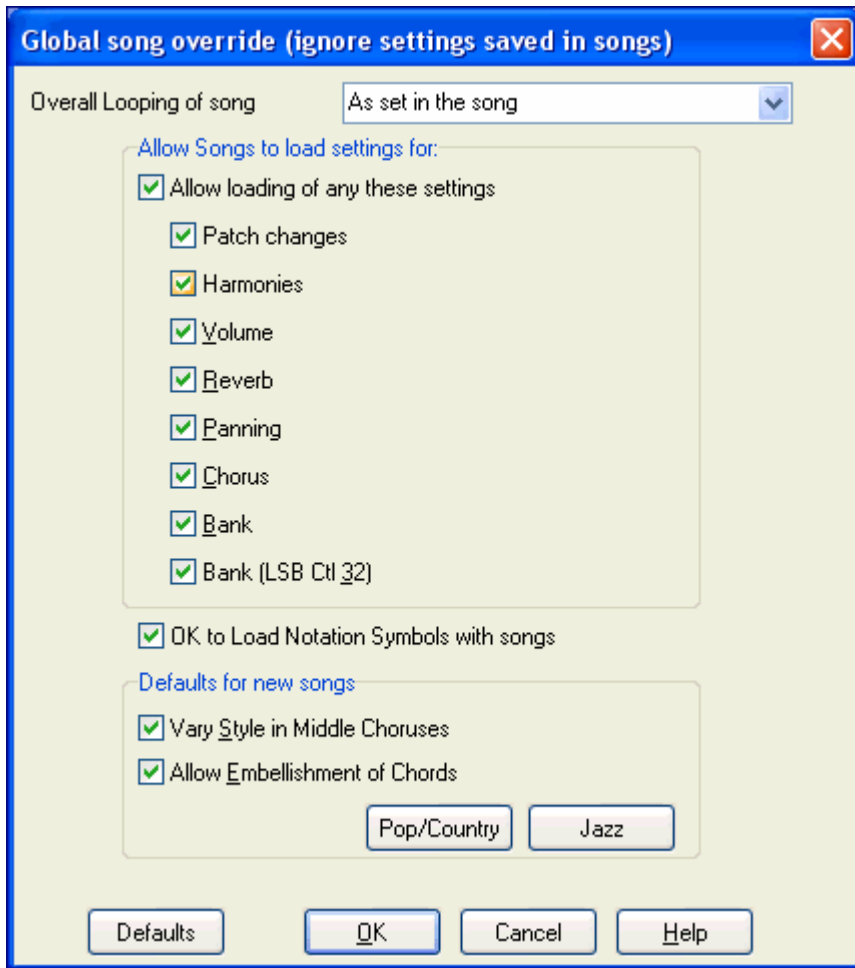 Global song override (ignore settings saved in songs)
Overall Looping of song As set in the song
Allow Songs to load settings for:
Allow loading of any these settings
Patch changes
Harmonies
Volume
Reverb
Panning
Chorus
Bank
Bank (LSB Ctl 32)
OK to Load Notation Symbols with songs
Defaults for new songs
Vary Style in Middle Choruses
Allow Embellishment of Chords
Pop/Country Jazz
Defaults OK Cancel Help